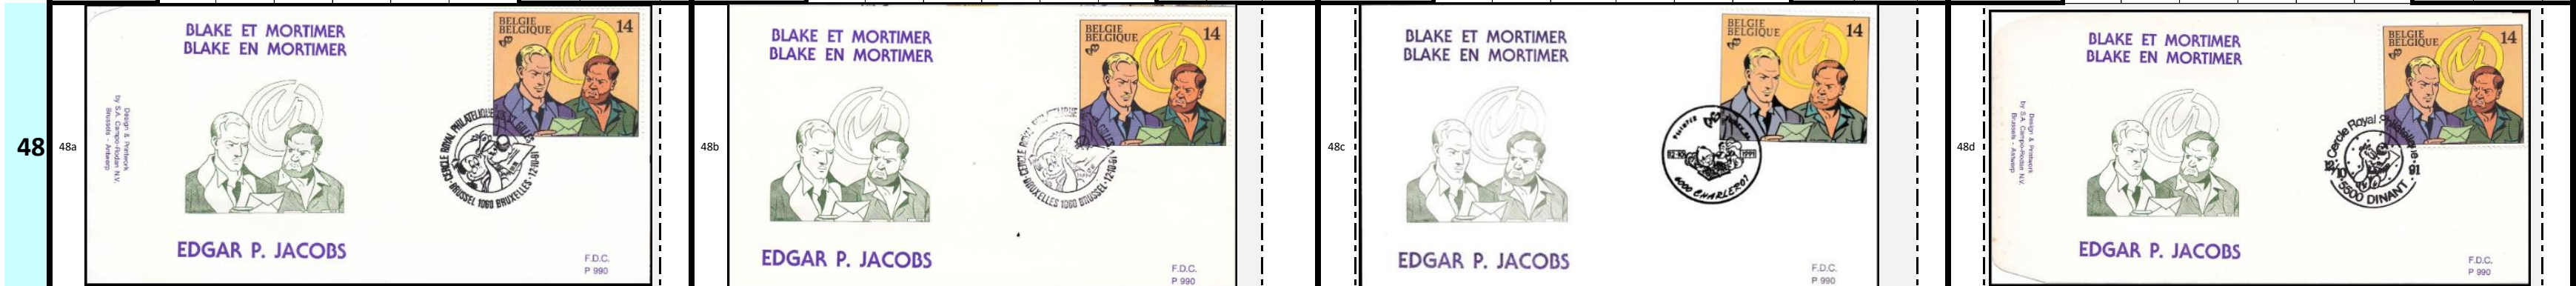 48
48a
BLAKE ET MORTIMER
BLAKE EN MORTIMER
BELGIE
BELGIQUE
14
Design & Printwork
by S.A. Campo-Rodan N.V.
Brussels - Antwerp
CERCLE ROYAL PHILATELIQUE
BRUSSEL 1060 BRUXELLES
EDGAR P. JACOBS
F.D.C.
P 990
48b
BLAKE ET MORTIMER
BLAKE EN MORTIMER
BELGIE
BELGIQUE
14
CERCLE ROYAL PHILATELIQUE
BRUXELLES 1060 BRUSSEL
EDGAR P. JACOBS
F.D.C.
P 990
48c
BLAKE ET MORTIMER
BLAKE EN MORTIMER
BELGIE
BELGIQUE
14
1991
6000 CHARLEROI
EDGAR P. JACOBS
F.D.C.
P 990
48d
BLAKE ET MORTIMER
BLAKE EN MORTIMER
BELGIE
BELGIQUE
14
Design & Printwork
by S.A. Campo-Rodan N.V.
Brussels - Antwerp
Cercle Royal
91
5500 DINANT
EDGAR P. JACOBS
F.D.C.
P 990